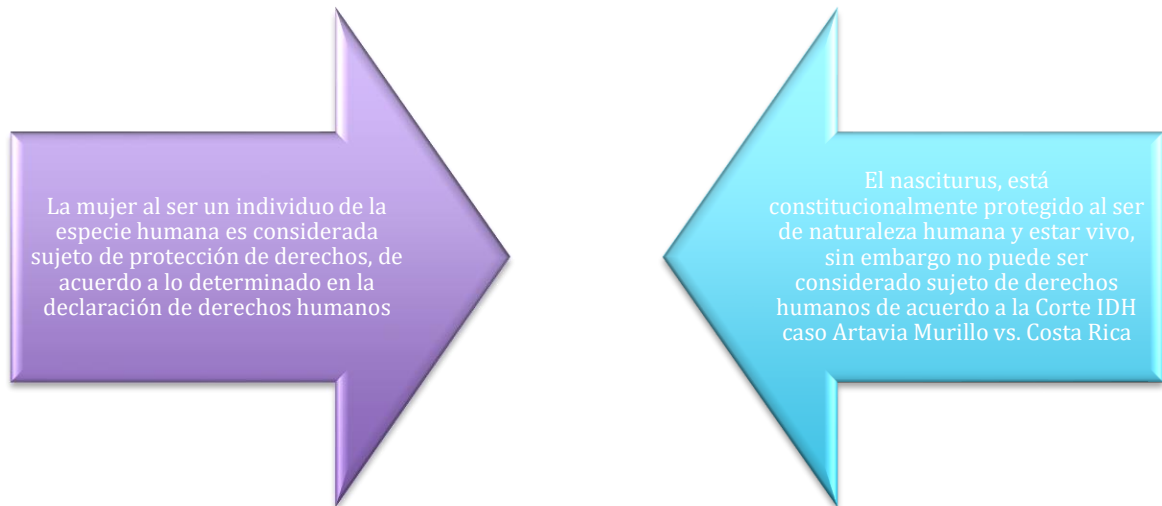 La mujer al ser un individuo de la
especie humana es considerada
sujeto de protección de derechos, de
acuerdo a lo determinado en la
declaración de derechos humanos
El nasciturus, está
constitucionalmente protegido al ser
de naturaleza humana y estar vivo,
sin embargo no puede ser
considerado sujeto de derechos
humanos de acuerdo a la Corte IDH
caso Artavia Murillo vs. Costa Rica